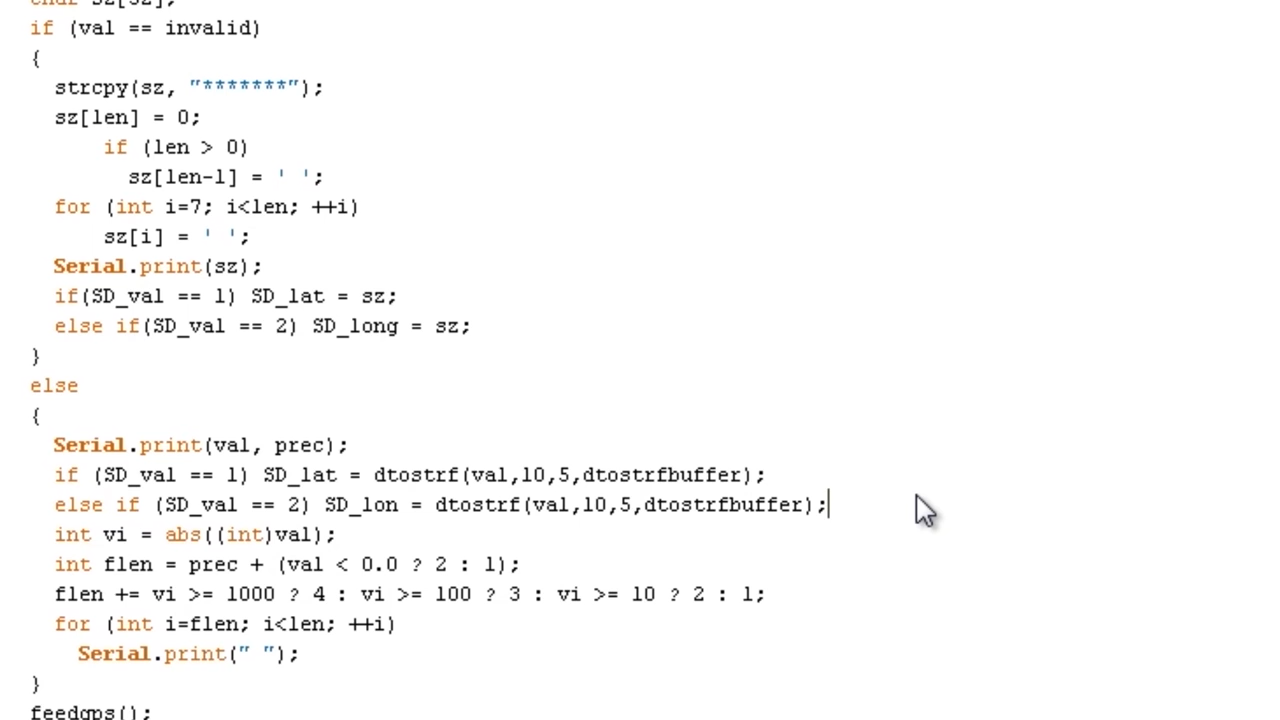 char sz[sz];
if (val == invalid)
{
strcpy(sz, "*******");
sz[len] = 0;
if (len > 0)
sz[len-1] = ' ';
for (int i=7; i<len; ++i)
sz[i] = ' ';
Serial.print(sz);
if(SD_val == 1) SD_lat = sz;
else if(SD_val == 2) SD_long = sz;
}
else
{
Serial.print(val, prec);
if (SD_val == 1) SD_lat = dtostrf(val,10,5,dtostrfbuffer);
else if (SD_val == 2) SD_lon = dtostrf(val,10,5,dtostrfbuffer);
int vi = abs((int)val);
int flen = prec + (val < 0.0 ? 2 : 1);
flen += vi >= 1000 ? 4 : vi >= 100 ? 3 : vi >= 10 ? 2 : 1;
for (int i=flen; i<len; ++i)
Serial.print(" ");
}
feedgps();